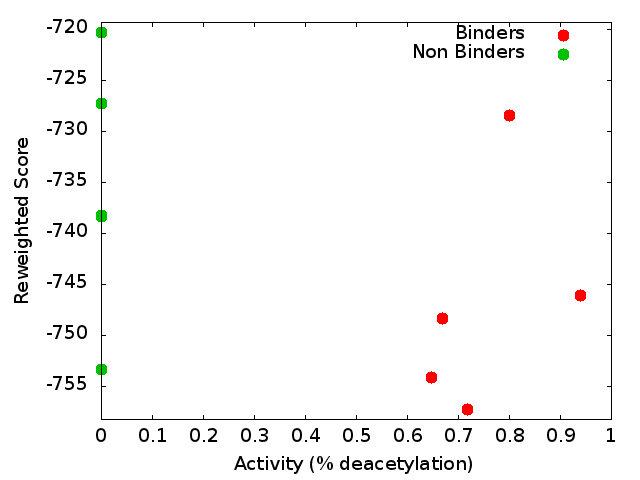 Binders
Non Binders
-720
-725
-730
-735
-740
-745
-750
-755
Reweighted Score
0 0.1 0.2 0.3 0.4 0.5 0.6 0.7 0.8 0.9 1
Activity (% deacetylation)